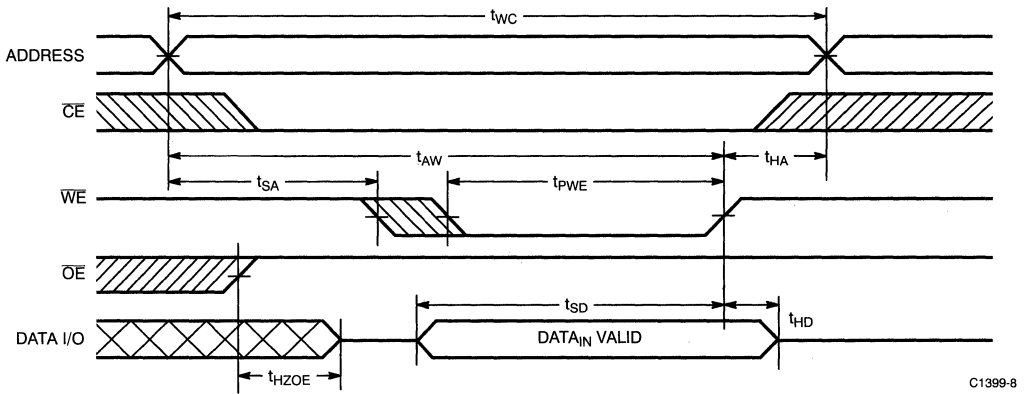 tWC
ADDRESS
CE
tAW
tHA
tSA
tPWE
WE
OE
tSD
tHD
DATA I/O
DATAIN VALID
tHZOE
C1399-8